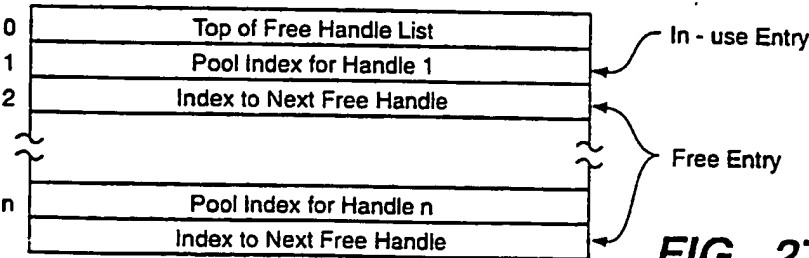 0 Top of Free Handle List
In - use Entry
1 Pool Index for Handle 1
2 Index to Next Free Handle
Free Entry
n Pool Index for Handle n
Index to Next Free Handle
FIG.